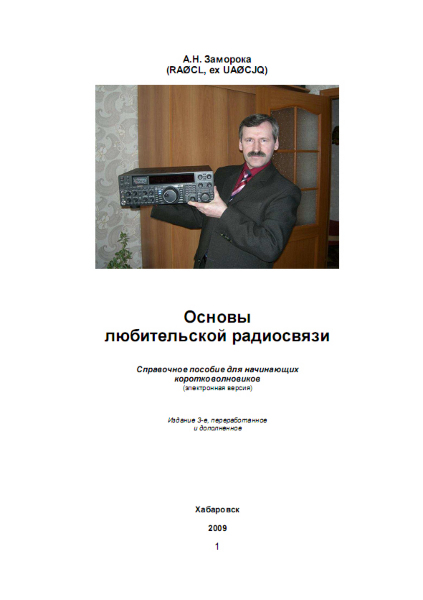 А.Н. Заморока
(RAØCL, ex UAØCJQ)
Основы
любительской радиосвязи
Справочное пособие для начинающих
коротковолновиков
(электронная версия)
Издание 3-е, переработанное
и дополненное
Хабаровск
2009
1